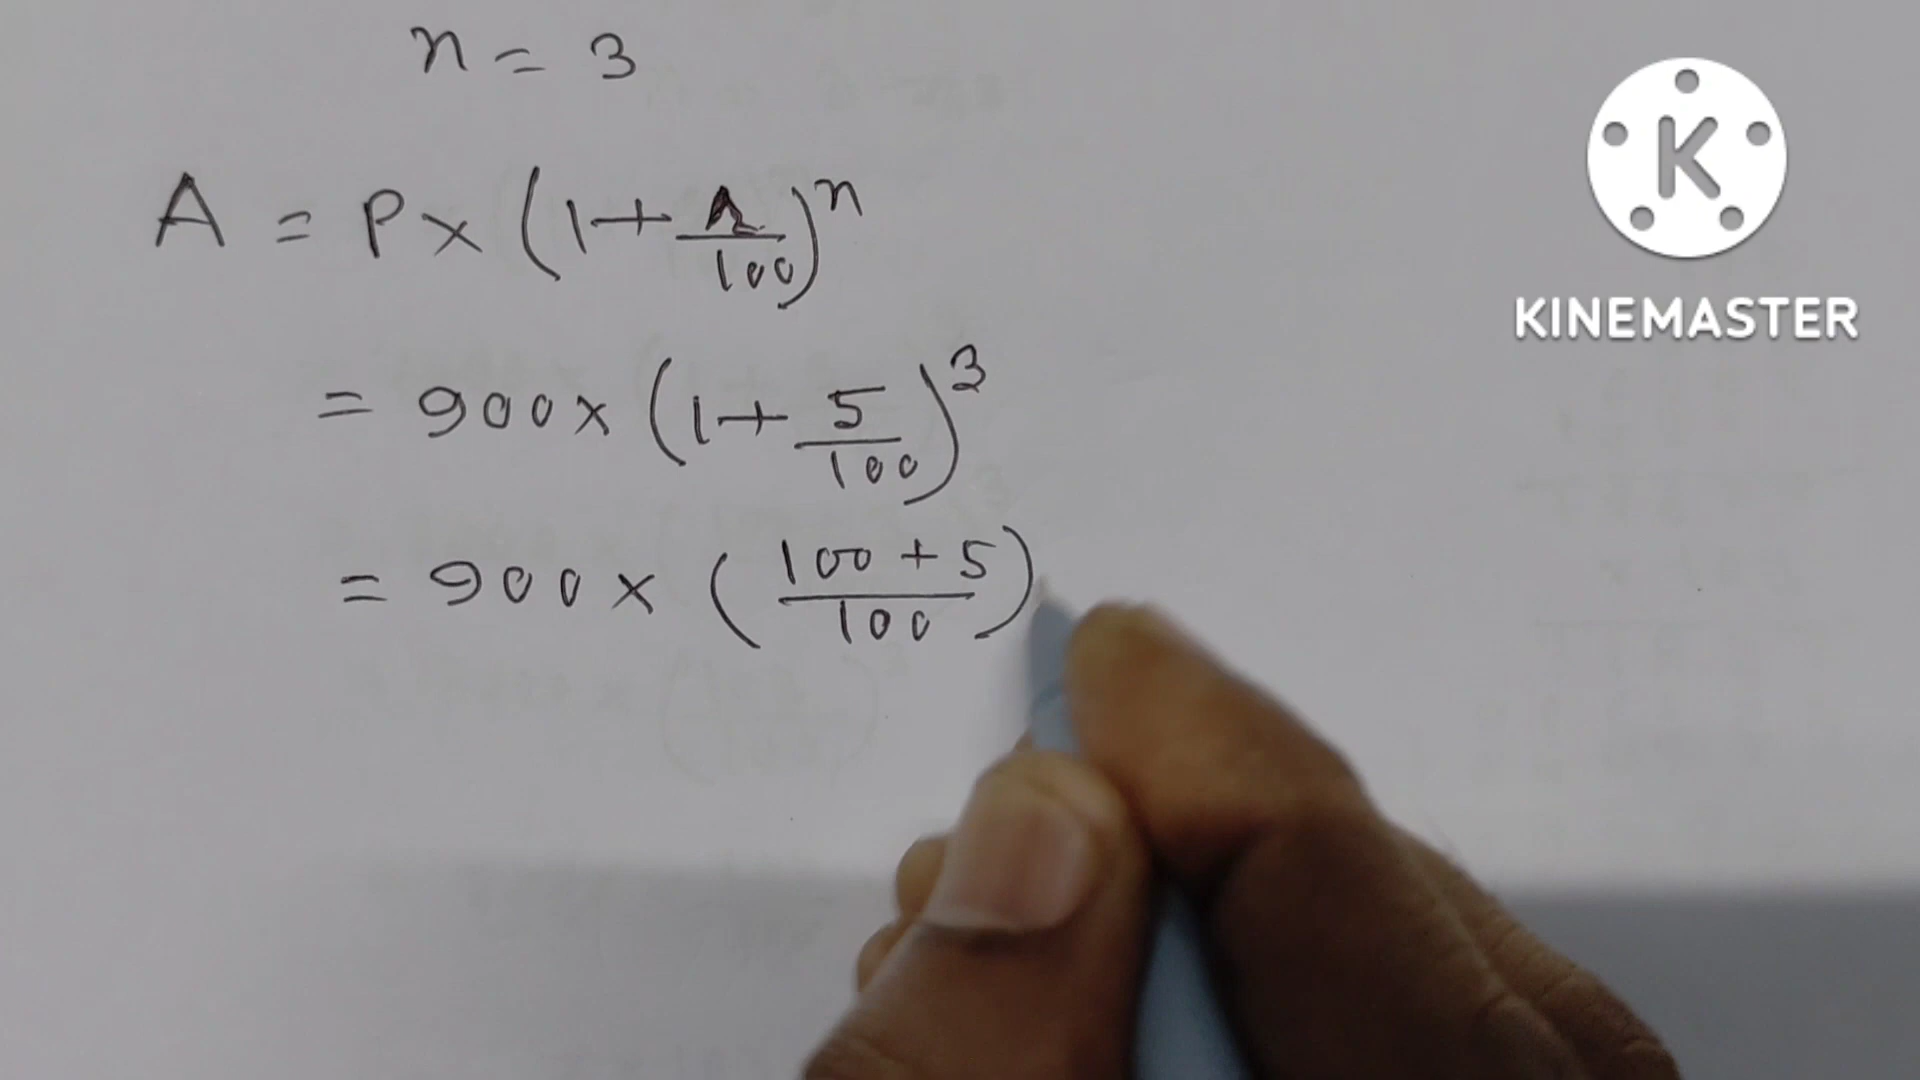 n = 3
A = P × (1 + r/100)^n
= 900 × (1 + 5/100)^3
= 900 × (100 + 5/100)
K
KINEMASTER